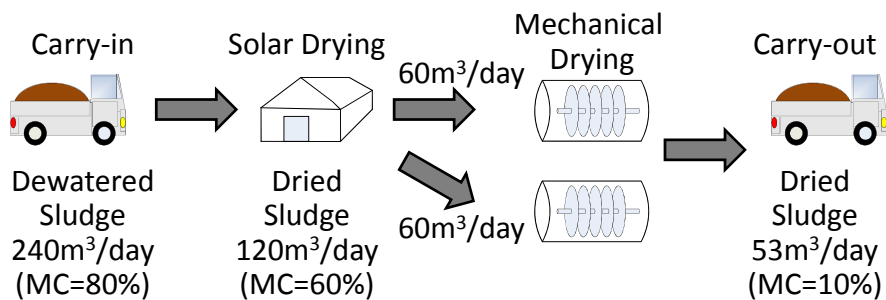 Carry-in
Dewatered
Sludge
240m³/day
(MC=80%)
Solar Drying
Dried
Sludge
120m³/day
(MC=60%)
60m³/day
60m³/day
Mechanical
Drying
Carry-out
Dried
Sludge
53m³/day
(MC=10%)